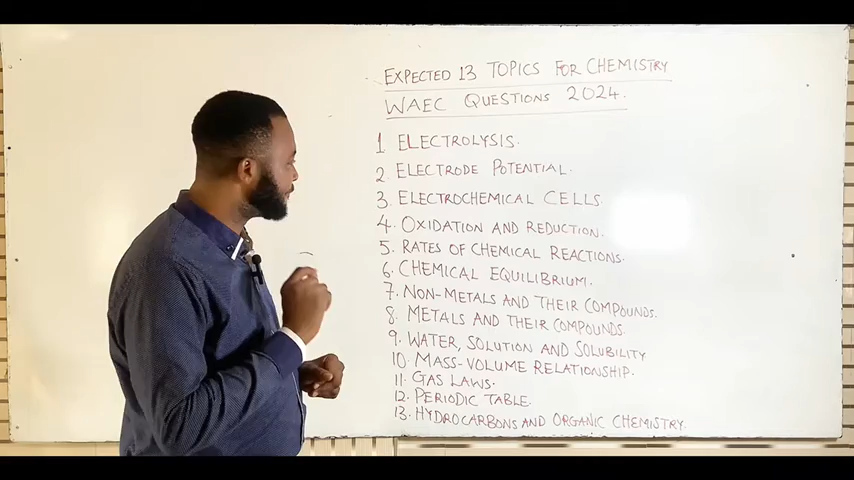 EXPECTED 13 TOPICS FOR CHEMISTRY
WAEC QUESTIONS 2024.
1 ELECTROLYSIS.
2. ELECTRODE POTENTIAL.
3. ELECTROCHEMICAL CELLS.
4. OXIDATION AND REDUCTION.
5. RATES OF CHEMICAL REACTIONS.
6. CHEMICAL EQUILIBRIUM.
7. NON-METALS AND THEIR COMPOUNDS.
8. METALS AND THEIR COMPOUNDS.
9. WATER, SOLUTION AND SOLUBILITY
10. MASS-VOLUME RELATIONSHIP.
11. GAS LAWS.
12. PERIODIC TABLE.
13. HYDROCARBONS AND ORGANIC CHEMISTRY.